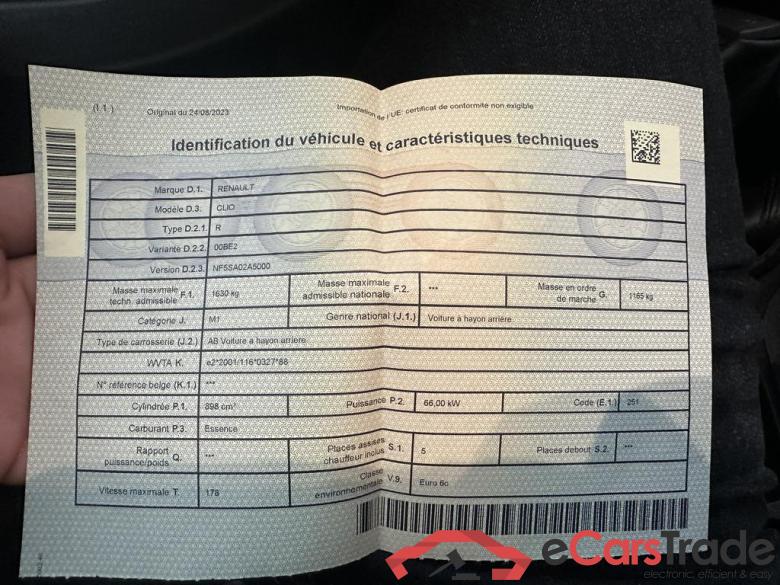 (I.1.) Original du 24/08/2023 Importation de l'UE: certificat de conformité non exigible
Identification du véhicule et caractéristiques techniques
Marque D.1. RENAULT
Modèle D.3. CLIO
Type D.2.1. R
Variante D.2.2. 00BE2
Version D.2.3. NF5SA02A5000
Masse maximale techn. admissible F.1. 1630 kg Masse maximale admissible nationale F.2. *** Masse en ordre de marche G. 1165 kg
Catégorie J. M1 Genre national (J.1.) Voiture à hayon arrière
Type de carrosserie (J.2.) AB Voiture à hayon arrière
WVTA K. e2*2001/116*0327*86
N° référence belge (K.1.) ***
Cylindrée P.1. 898 cm³ Puissance P.2. 66,00 kW Code (E.1.) 251
Carburant P.3. Essence
Rapport puissance/poids Q. *** Places assises chauffeur inclus S.1. 5 Places debout S.2. ***
Vitesse maximale T. 178 Classe environnementale V.9. Euro 6c
eCarsTrade
electronic, efficient & easy